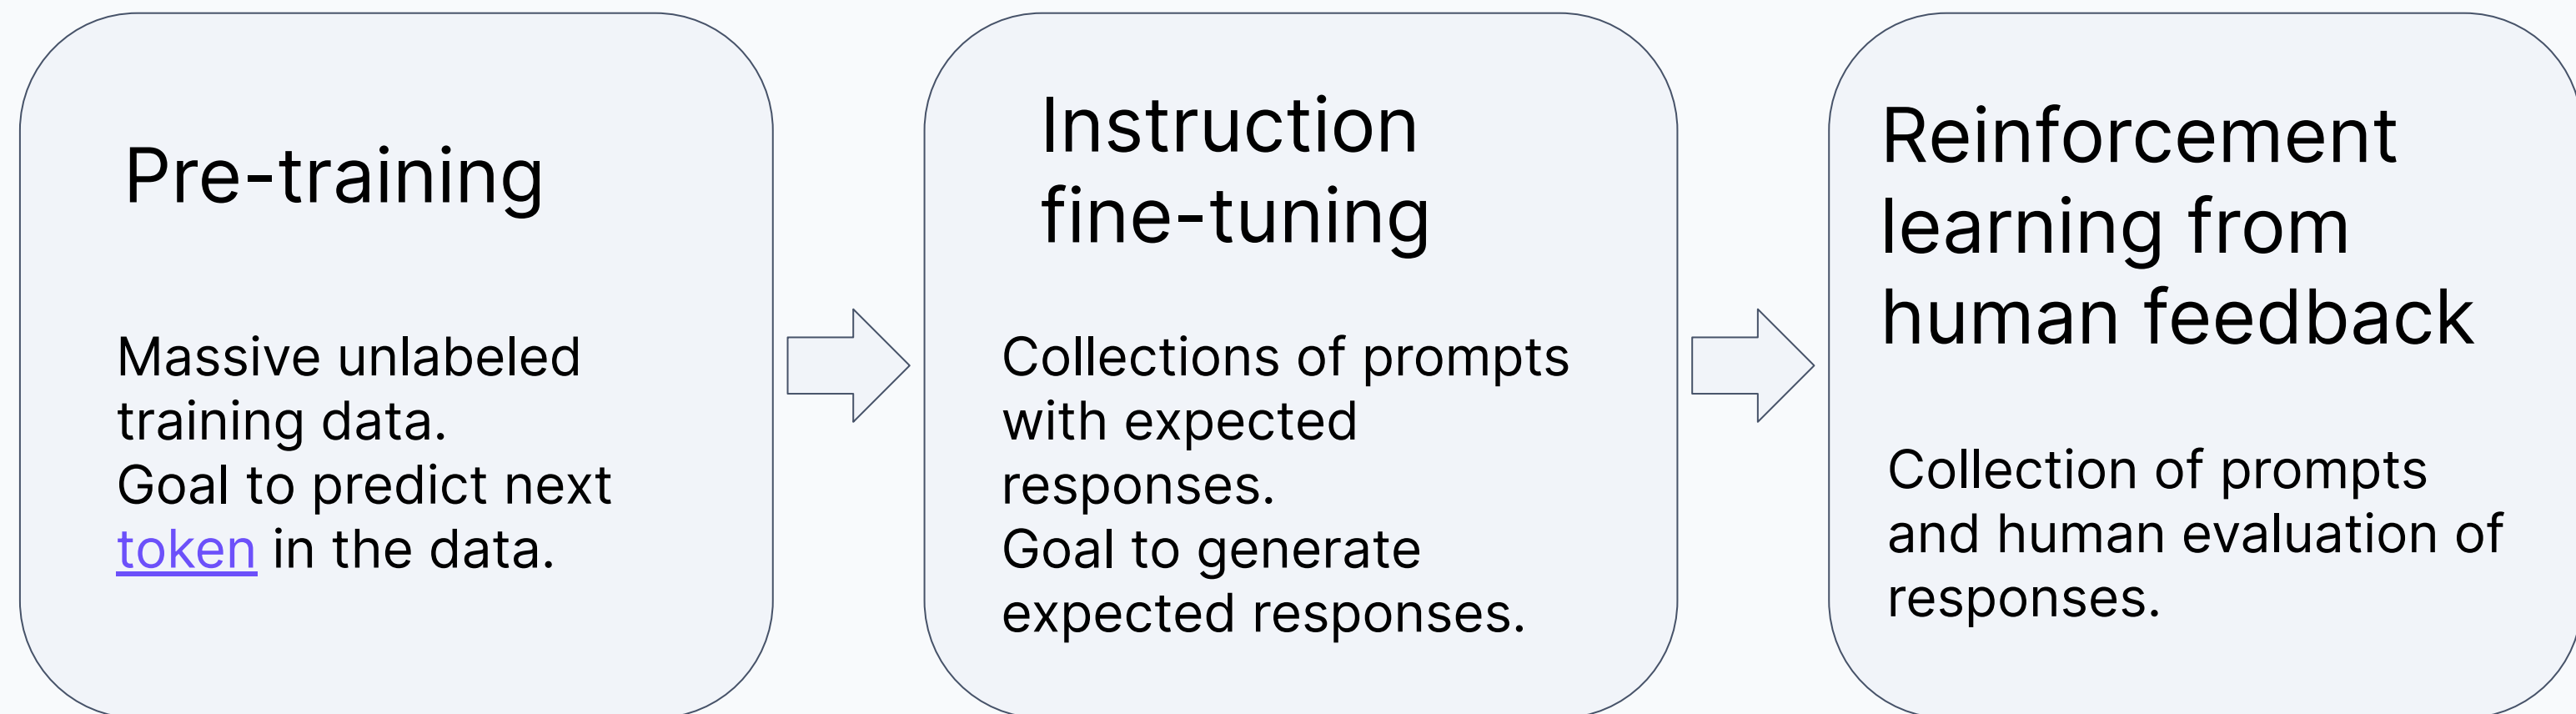 Pre-training
Massive unlabeled
training data.
Goal to predict next
token in the data.
Instruction
fine-tuning
Collections of prompts
with expected
responses.
Goal to generate
expected responses.
Reinforcement
learning from
human feedback
Collection of prompts
and human evaluation of
responses.